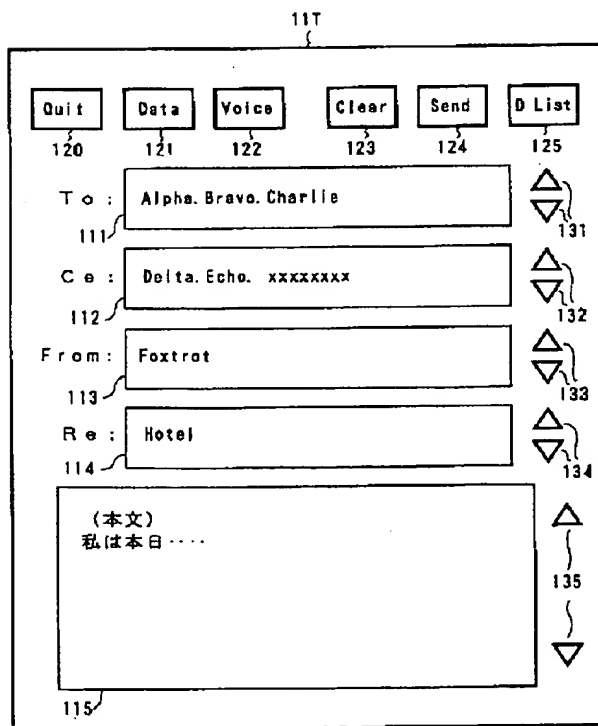 11T
Quit Data Voice Clear Send D List
120 121 122 123 124 125
To: Alpha. Bravo. Charlie
111 131
Ce: Delta. Echo. xxxxxxxx
112 132
From: Foxtrot
113 133
Re: Hotel
114 134
(本文)
私は本日‥‥
135
115